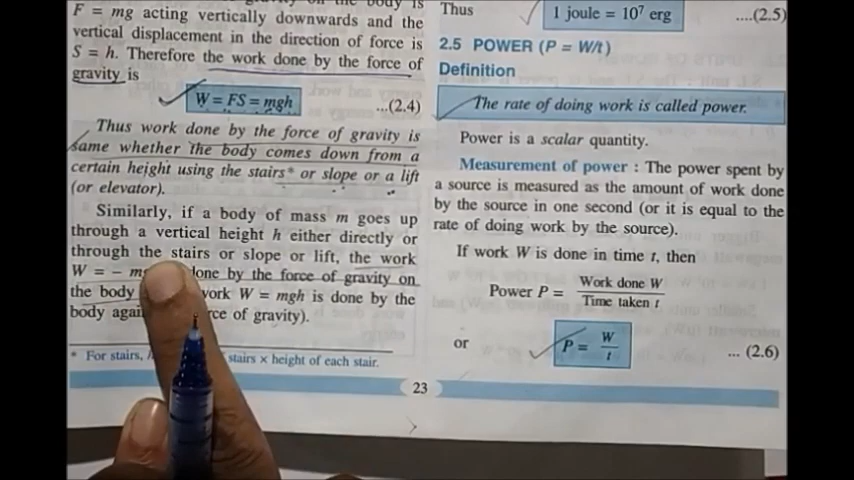 F = mg acting vertically downwards and the
vertical displacement in the direction of force is
S = h. Therefore the work done by the force of
gravity is
W = FS = mgh ...(2.4)
Thus work done by the force of gravity is
same whether the body comes down from a
certain height using the stairs* or slope or a lift
(or elevator).
Similarly, if a body of mass m goes up
through a vertical height h either directly or
through the stairs or slope or lift, the work
W = – done by the force of gravity on
the body work W = mgh is done by the
body of gravity).
* For stairs, stairs × height of each stair.
Thus 1 joule = 10⁷ erg ....(2.5)
2.5 POWER (P = W/t)
Definition
The rate of doing work is called power.
Power is a scalar quantity.
Measurement of power : The power spent by
a source is measured as the amount of work done
by the source in one second (or it is equal to the
rate of doing work by the source).
If work W is done in time t, then
Power P = Work done W
Time taken t
or P = W ... (2.6)
t
23